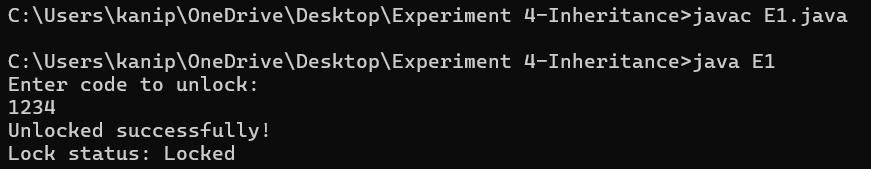 C:\Users\kanip\OneDrive\Desktop\Experiment 4-Inheritance>javac E1.java
C:\Users\kanip\OneDrive\Desktop\Experiment 4-Inheritance>java E1
Enter code to unlock:
1234
Unlocked successfully!
Lock status: Locked